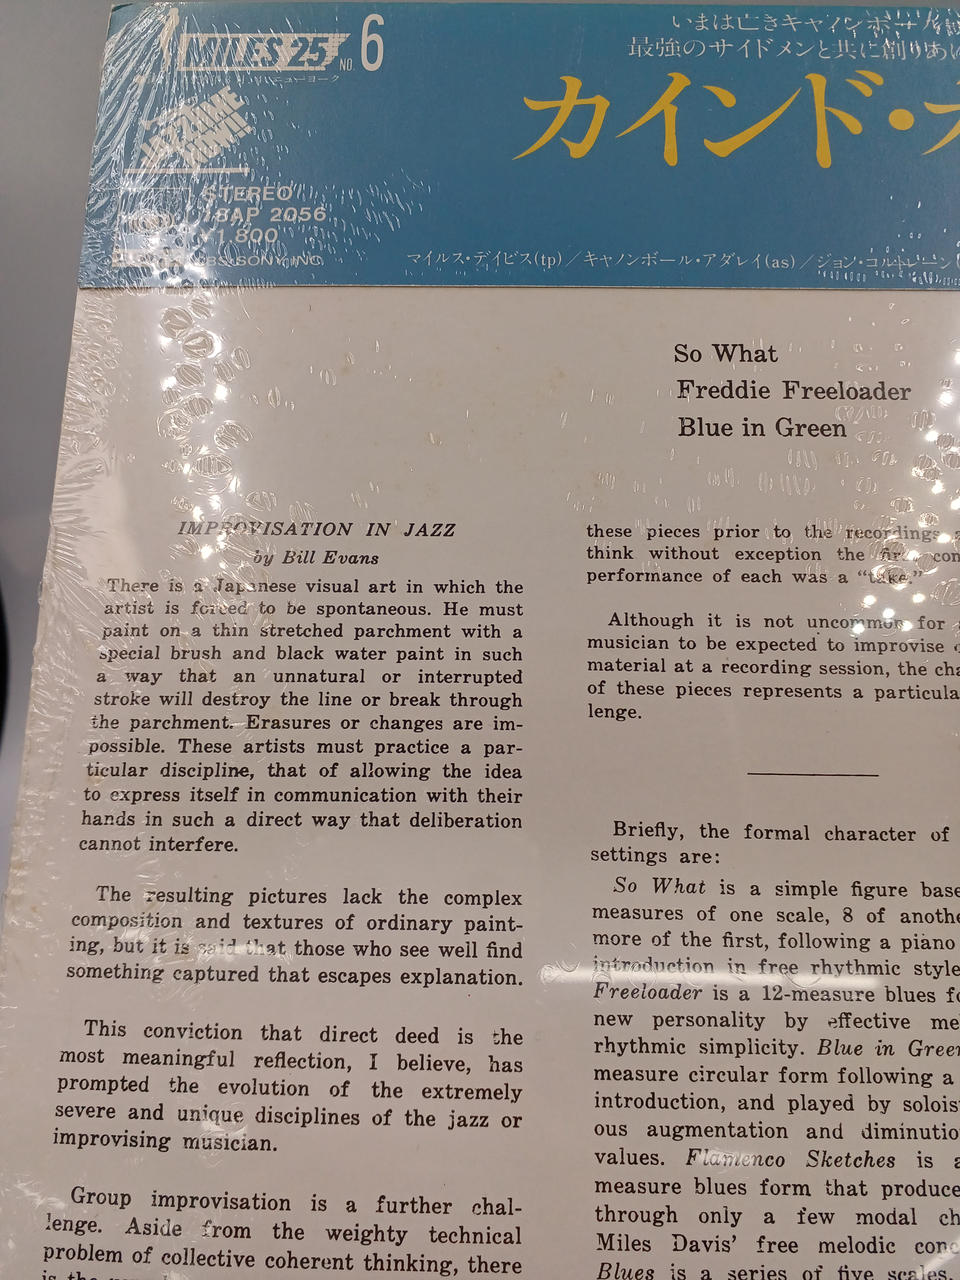 MILES 25 NO. 6
いまは亡きキャノンボール
最強のサイドメンと共に創りあ
カインド・オ
JAZZ TIME NOW!!
STEREO
18AP 2056
¥1,800
CBS/SONY INC.
マイルス・デイビス(tp)／キャノンボール・アダレイ(as)／ジョン・コルトレーン
So What
Freddie Freeloader
Blue in Green
IMPROVISATION IN JAZZ
by Bill Evans
There is a Japanese visual art in which the
artist is forced to be spontaneous. He must
paint on a thin stretched parchment with a
special brush and black water paint in such
a way that an unnatural or interrupted
stroke will destroy the line or break through
the parchment. Erasures or changes are im-
possible. These artists must practice a par-
ticular discipline, that of allowing the idea
to express itself in communication with their
hands in such a direct way that deliberation
cannot interfere.
The resulting pictures lack the complex
composition and textures of ordinary paint-
ing, but it is said that those who see well find
something captured that escapes explanation.
This conviction that direct deed is the
most meaningful reflection, I believe, has
prompted the evolution of the extremely
severe and unique disciplines of the jazz or
improvising musician.
Group improvisation is a further chal-
lenge. Aside from the weighty technical
problem of collective coherent thinking, there
is the
these pieces prior to the recordings
think without exception the first
performance of each was a “take.”
Although it is not uncommon for
musician to be expected to improvise
material at a recording session, the
of these pieces represents a
lenge.
Briefly, the formal character of
settings are:
So What is a simple figure
measures of one scale, 8 of
more of the first, following a piano
introduction in free rhythmic style
Freeloader is a 12-measure blues
new personality by effective
rhythmic simplicity. Blue in Green
measure circular form following a
introduction, and played by
ous augmentation and
values. Flamenco Sketches is
measure blues form that
through only a few modal
Miles Davis’ free melodic
Blues is a series of five scales,